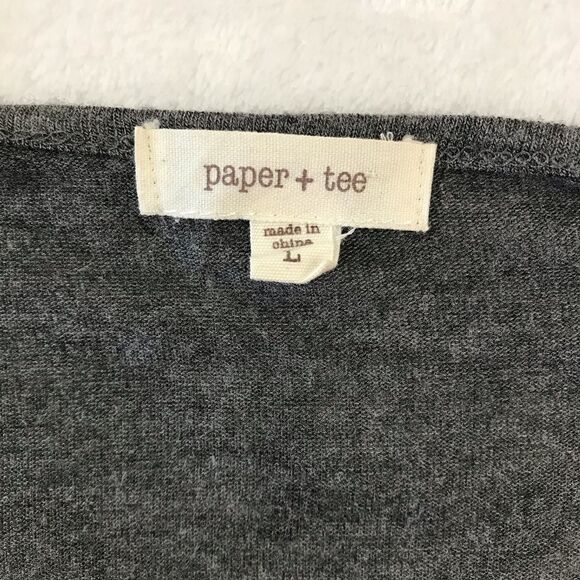 paper + tee
made in
china
L